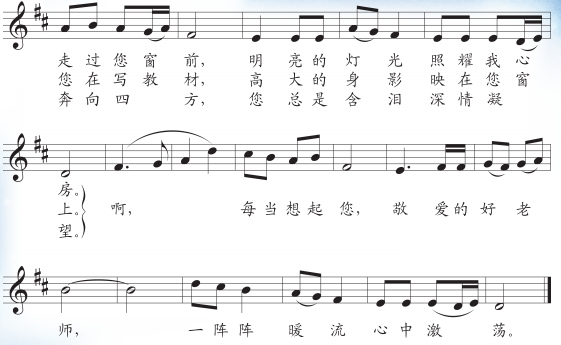 走过您窗前，明亮的灯光照耀我心
您在写教材，高大的身影映在您窗
奔向四方，您总是含泪深情凝
房。
上。啊，每当想起您，敬爱的好老
望。
师，一阵阵暖流心中激荡。